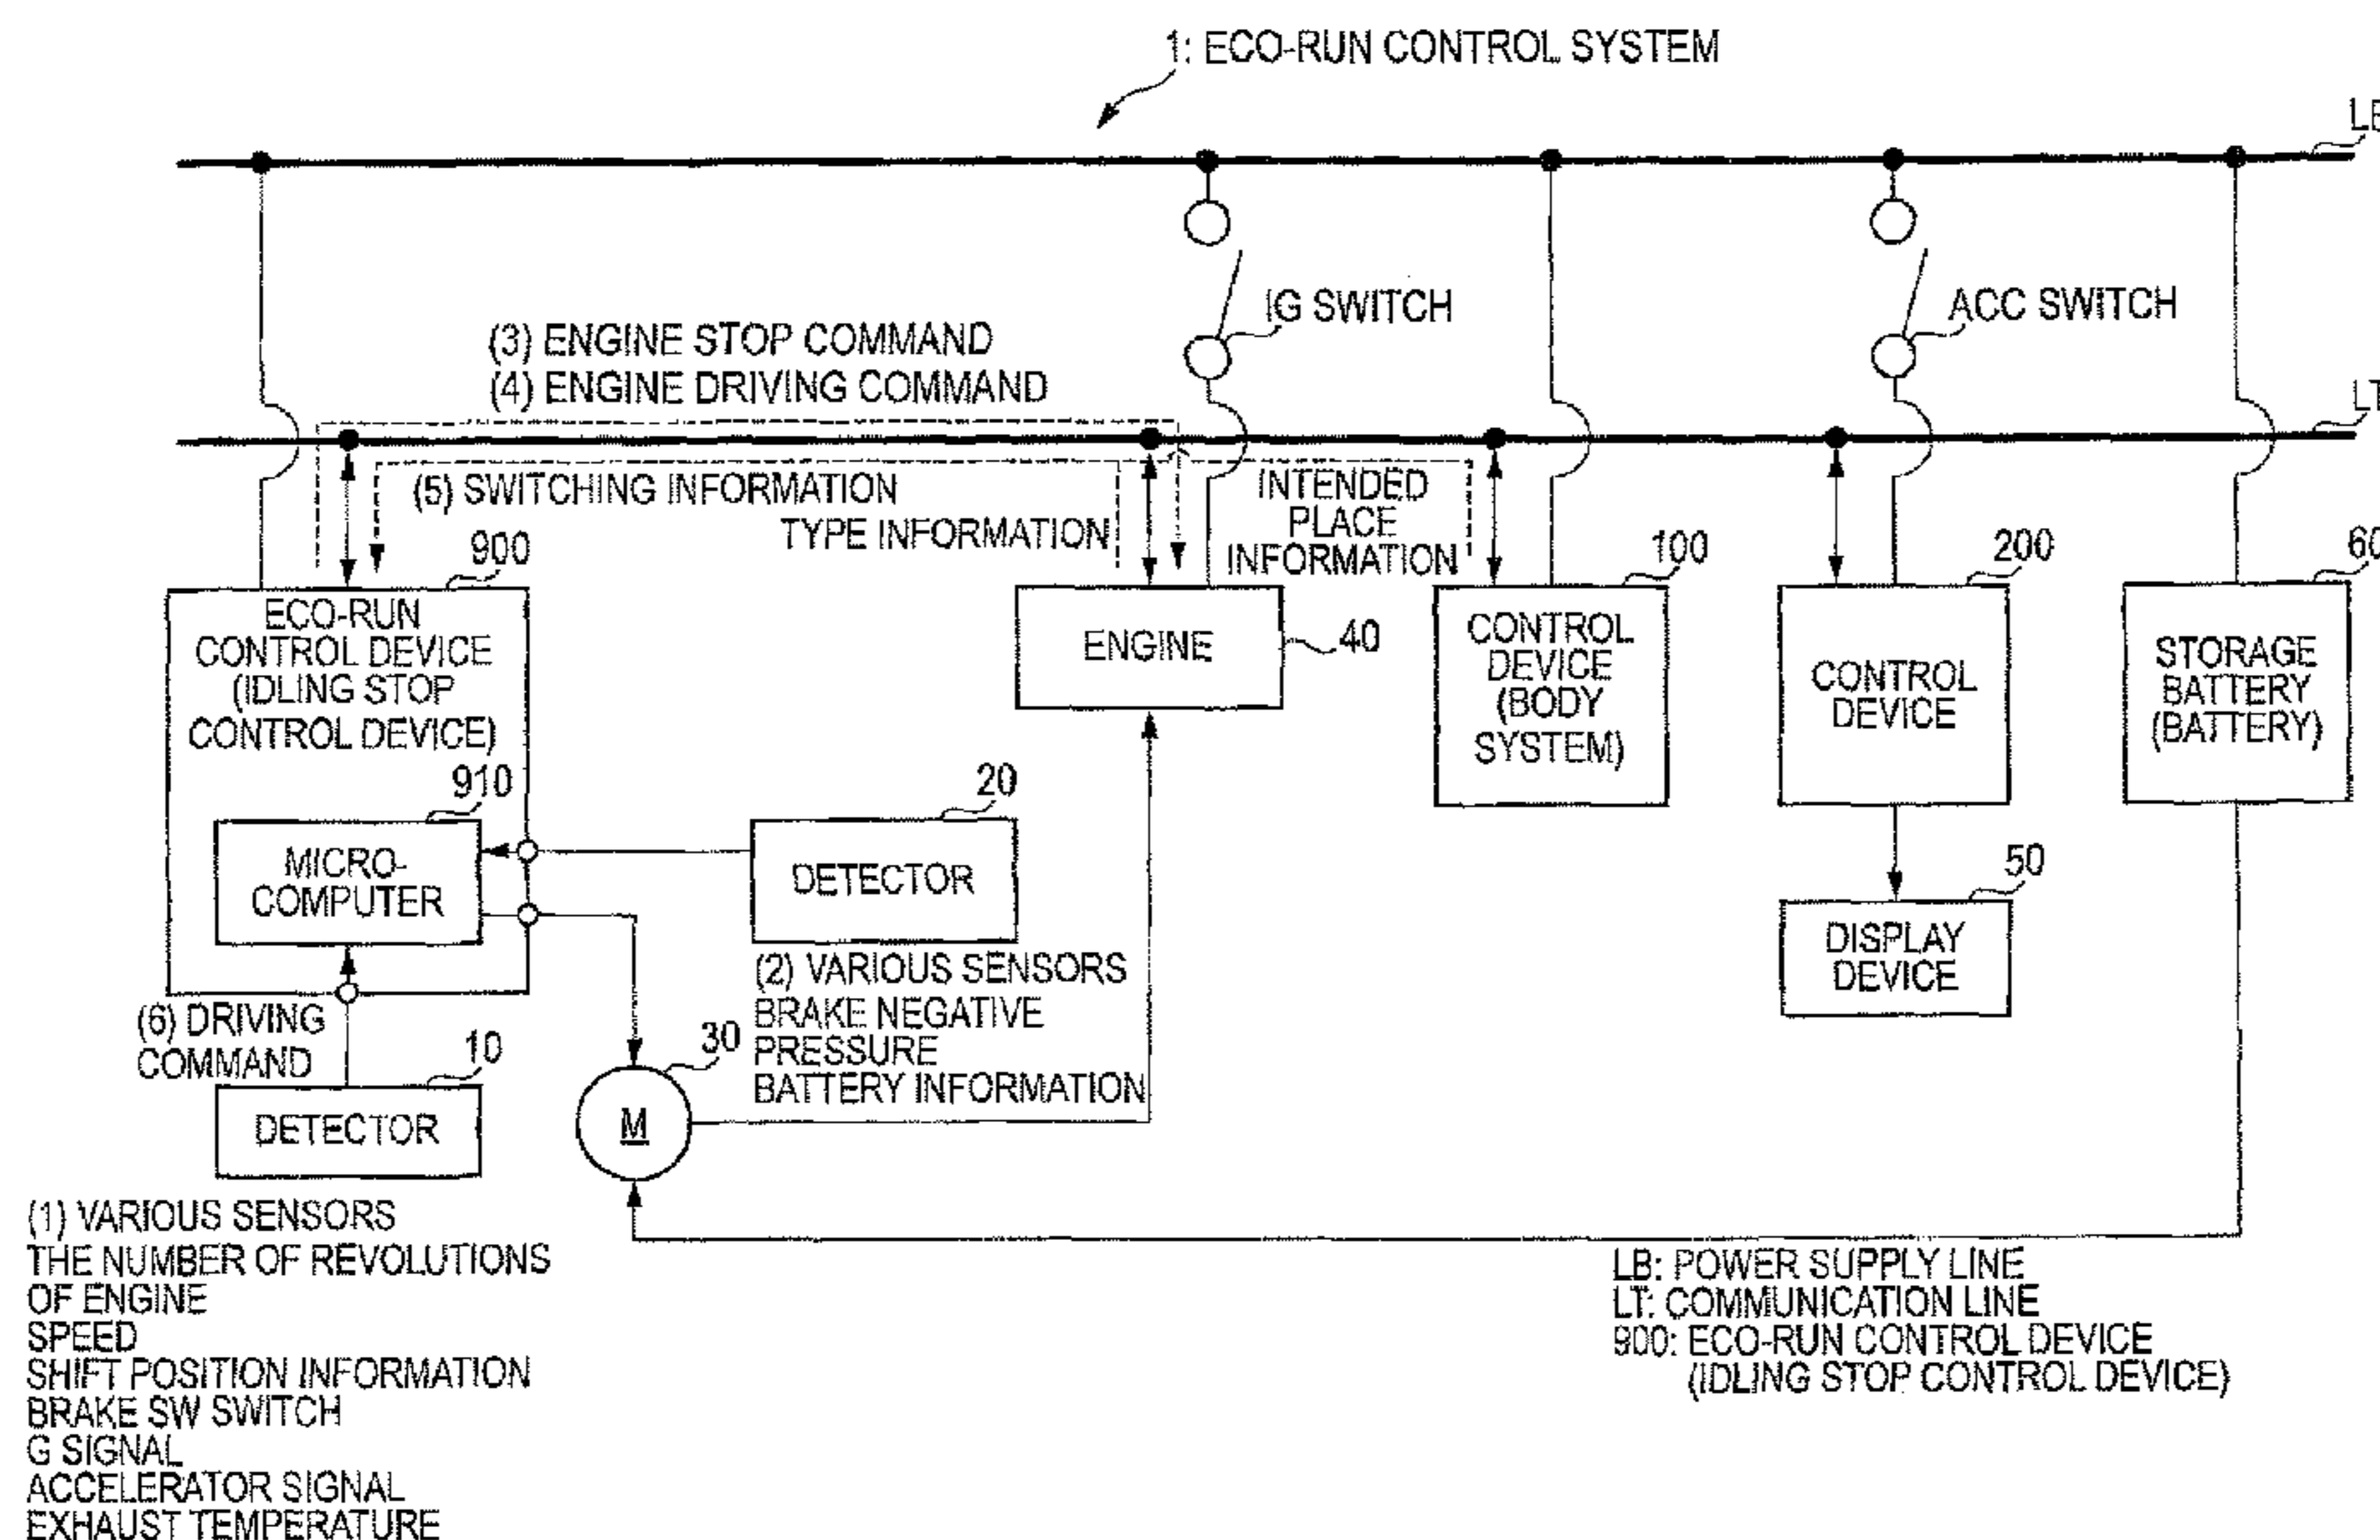 1: ECO-RUN CONTROL SYSTEM
LB
IG SWITCH
ACC SWITCH
(3) ENGINE STOP COMMAND
(4) ENGINE DRIVING COMMAND
LT
(5) SWITCHING INFORMATION
TYPE INFORMATION
INTENDED
PLACE
INFORMATION
900
100
200
60
ECO-RUN
CONTROL DEVICE
(IDLING STOP
CONTROL DEVICE)
ENGINE
40
CONTROL
DEVICE
(BODY
SYSTEM)
CONTROL
DEVICE
STORAGE
BATTERY
(BATTERY)
910
MICRO-
COMPUTER
20
DETECTOR
50
DISPLAY
DEVICE
(2) VARIOUS SENSORS
BRAKE NEGATIVE
PRESSURE
BATTERY INFORMATION
(6) DRIVING
COMMAND
10
DETECTOR
30
M
(1) VARIOUS SENSORS
THE NUMBER OF REVOLUTIONS
OF ENGINE
SPEED
SHIFT POSITION INFORMATION
BRAKE SW SWITCH
G SIGNAL
ACCELERATOR SIGNAL
EXHAUST TEMPERATURE
LB: POWER SUPPLY LINE
LT: COMMUNICATION LINE
900: ECO-RUN CONTROL DEVICE
(IDLING STOP CONTROL DEVICE)